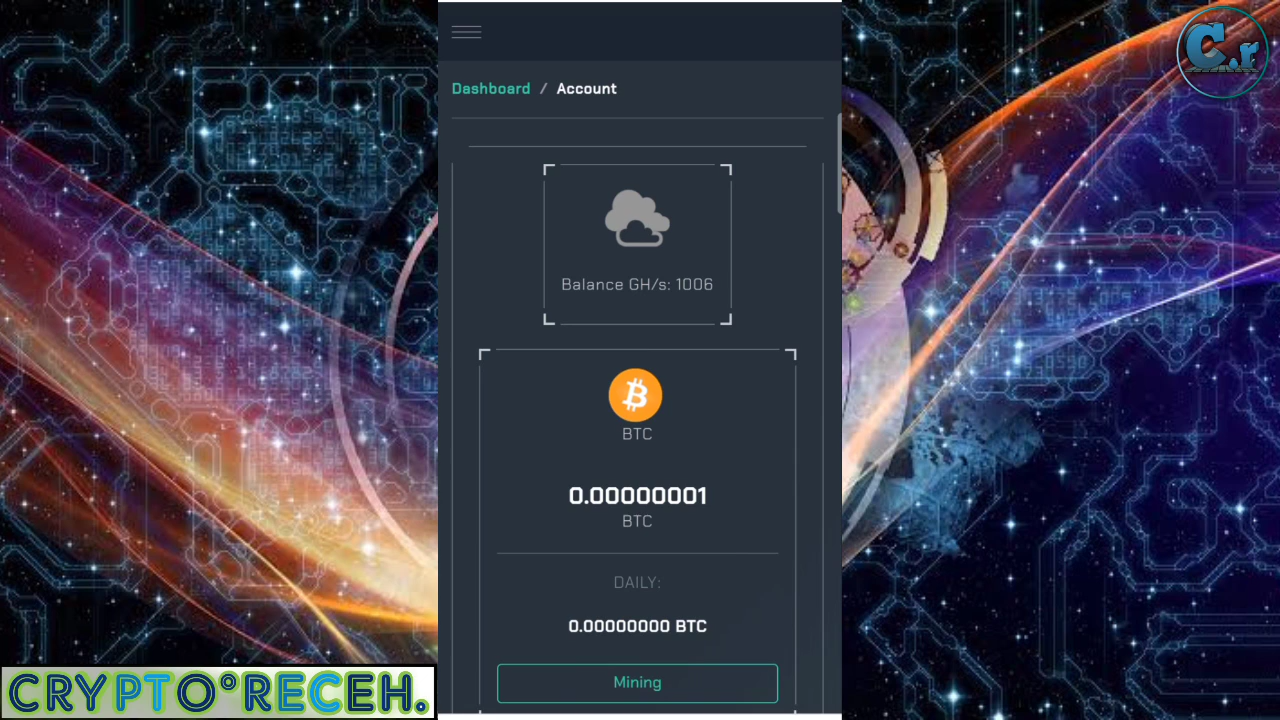 C.r
Dashboard / Account
Balance GH/s: 1006
BTC
0.00000001
BTC
DAILY:
0.00000000 BTC
Mining
CRYPTO°RECEH.